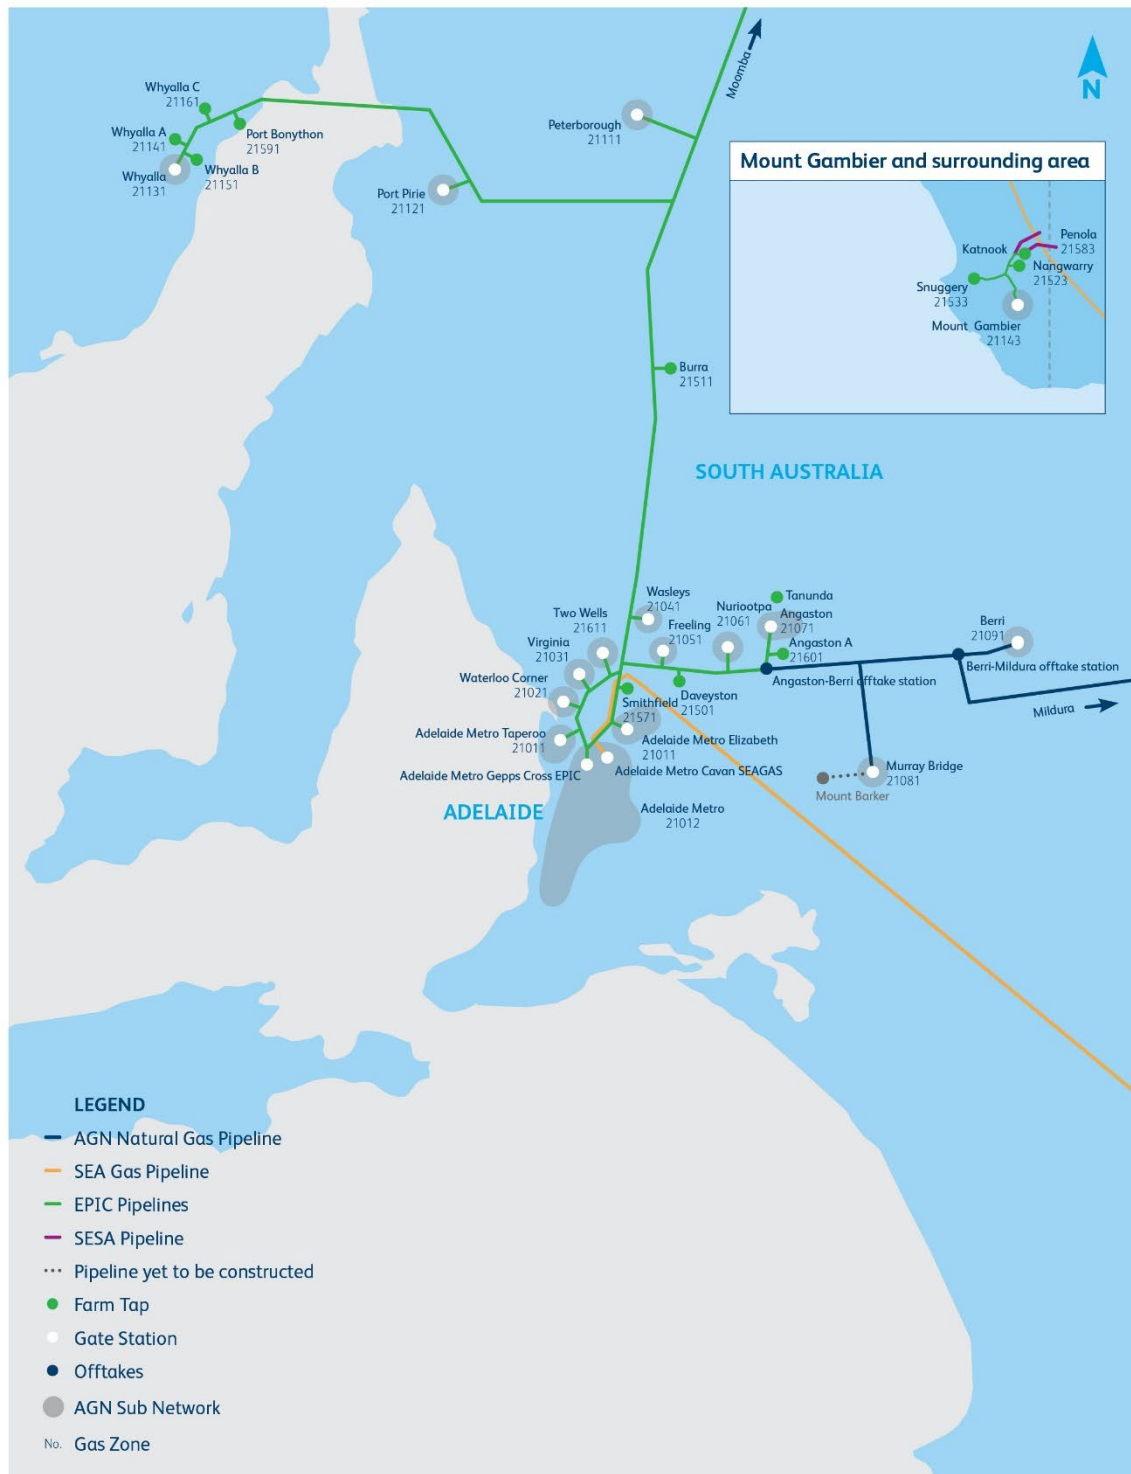 Moomba
N
Whyalla C
21161
Whyalla A
21141
Port Bonython
21591
Whyalla
21131
Whyalla B
21151
Peterborough
21111
Port Pirie
21121
Mount Gambier and surrounding area
Katnook
Penola
21583
Nangwarry
21523
Snuggery
21533
Mount Gambier
21143
Burra
21511
SOUTH AUSTRALIA
Wasleys
21041
Two Wells
21611
Virginia
21031
Waterloo Corner
21021
Freeling
21051
Nuriootpa
21061
Tanunda
Angaston
21071
Angaston A
21601
Berri
21091
Berri-Mildura offtake station
Angaston-Berri offtake station
Daveyston
21501
Smithfield
21571
Mildura
Adelaide Metro Taperoo
21011
Adelaide Metro Elizabeth
21011
Adelaide Metro Gepps Cross EPIC
Adelaide Metro Cavan SEAGAS
Murray Bridge
21081
Mount Barker
ADELAIDE
Adelaide Metro
21012
LEGEND
AGN Natural Gas Pipeline
SEA Gas Pipeline
EPIC Pipelines
SESA Pipeline
Pipeline yet to be constructed
Farm Tap
Gate Station
Offtakes
AGN Sub Network
No. Gas Zone